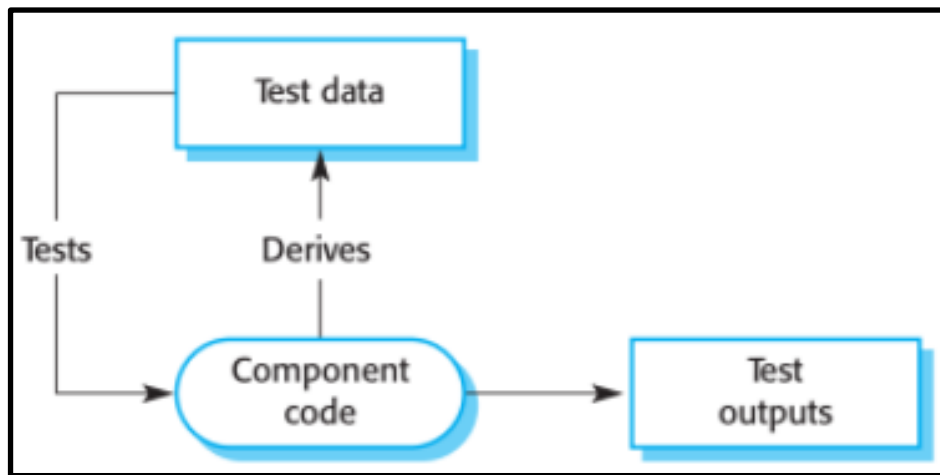 Test data
Tests
Derives
Component
code
Test
outputs